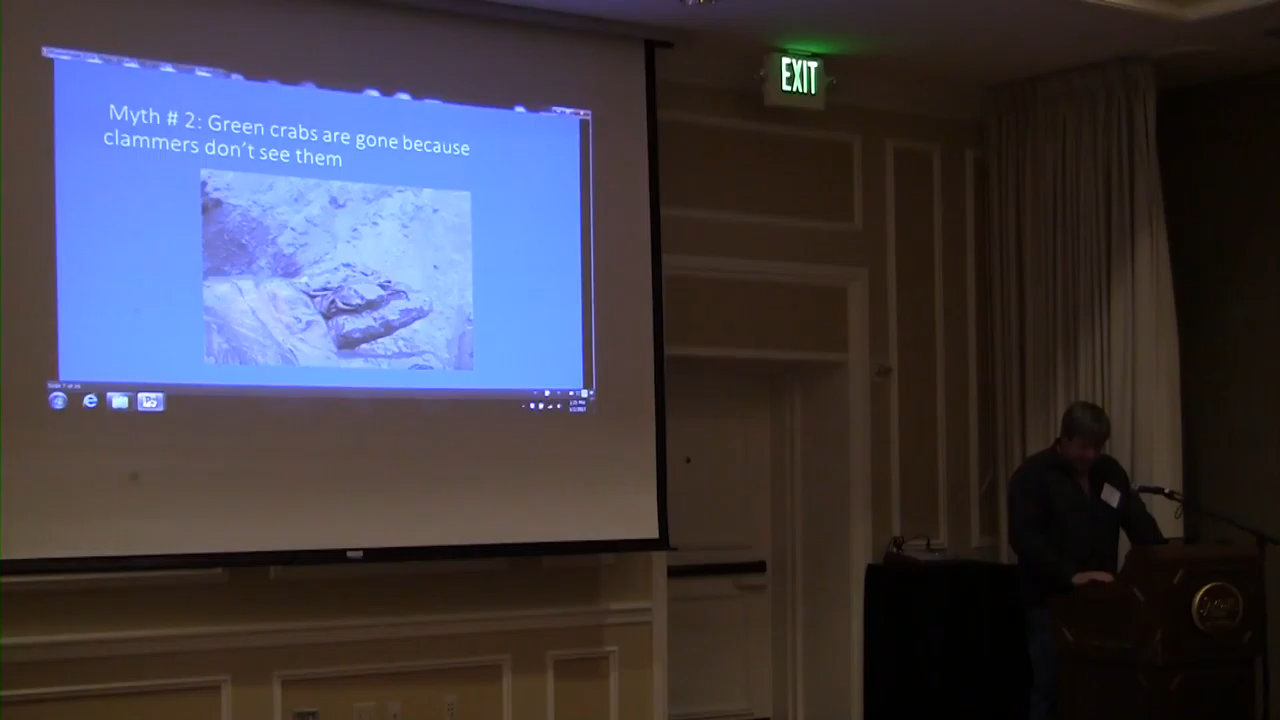 Myth # 2: Green crabs are gone because
clammers don't see them
EXIT